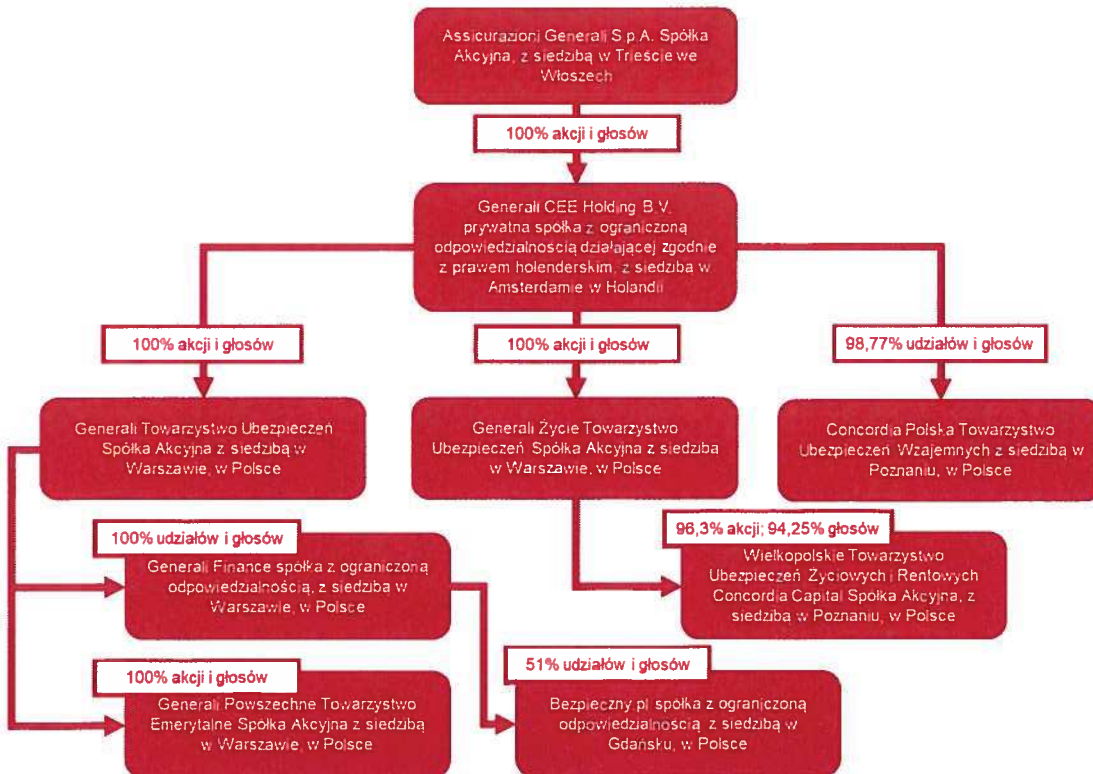 Assicurazioni Generali S.p.A. Spółka
Akcyjna, z siedzibą w Trieście we
Włoszech
100% akcji i głosów
Generali CEE Holding B.V.
prywatna spółka z ograniczoną
odpowiedzialnością działającej zgodnie
z prawem holenderskim, z siedzibą w
Amsterdamie w Holandii
100% akcji i głosów
100% akcji i głosów
98,77% udziałów i głosów
Generali Towarzystwo Ubezpieczeń
Spółka Akcyjna z siedzibą w
Warszawie, w Polsce
Generali Życie Towarzystwo
Ubezpieczeń Spółka Akcyjna z siedzibą
w Warszawie, w Polsce
Concordia Polska Towarzystwo
Ubezpieczeń Wzajemnych z siedzibą w
Poznaniu, w Polsce
100% udziałów i głosów
Generali Finance spółka z ograniczoną
odpowiedzialnością, z siedzibą w
Warszawie, w Polsce
96,3% akcji; 94,25% głosów
Wielkopolskie Towarzystwo
Ubezpieczeń Życiowych i Rentowych
Concordia Capital Spółka Akcyjna, z
siedzibą w Poznaniu, w Polsce
100% akcji i głosów
Generali Powszechne Towarzystwo
Emerytalne Spółka Akcyjna z siedzibą
w Warszawie, w Polsce
51% udziałów i głosów
Bezpieczny.pl spółka z ograniczoną
odpowiedzialnością z siedzibą w
Gdańsku, w Polsce